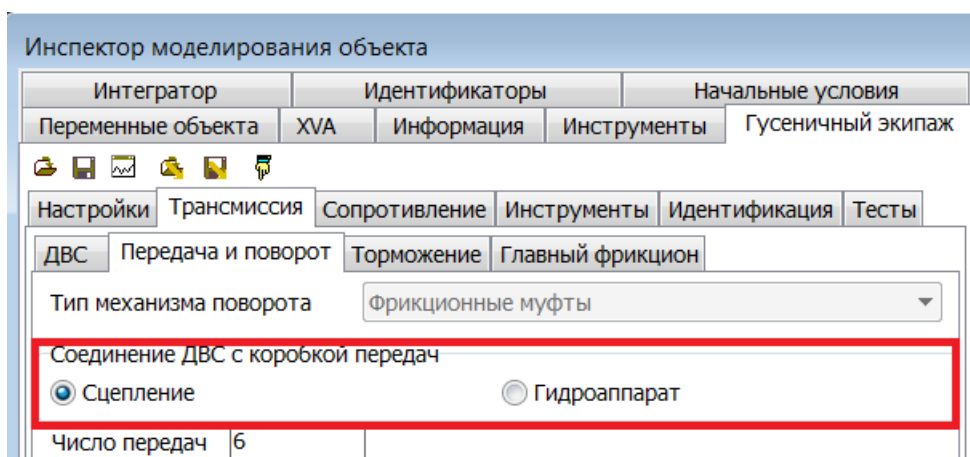 Инспектор моделирования объекта
Интегратор Идентификаторы Начальные условия
Переменные объекта XVA Информация Инструменты Гусеничный экипаж
Настройки Трансмиссия Сопротивление Инструменты Идентификация Тесты
ДВС Передача и поворот Торможение Главный фрикцион
Тип механизма поворота Фрикционные муфты
Соединение ДВС с коробкой передач
Сцепление Гидроаппарат
Число передач 6